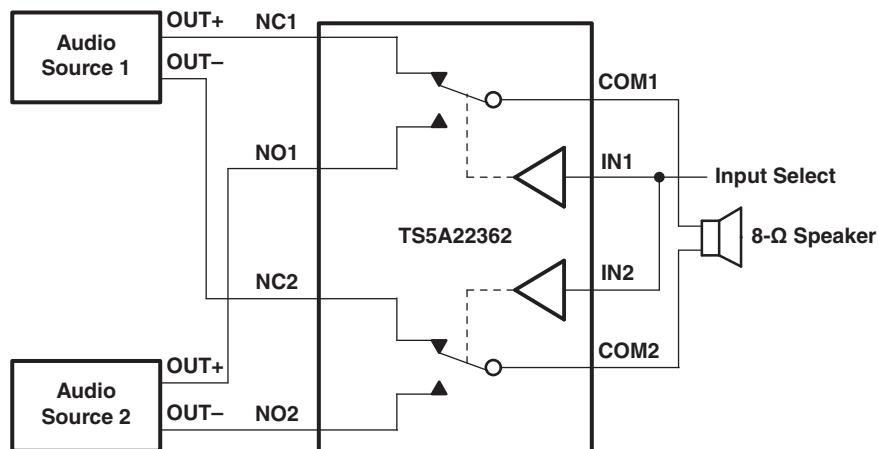 Audio
Source 1
OUT+
OUT–
NC1
NO1
COM1
IN1
Input Select
TS5A22362
8-Ω Speaker
IN2
NC2
COM2
Audio
Source 2
OUT+
OUT–
NO2